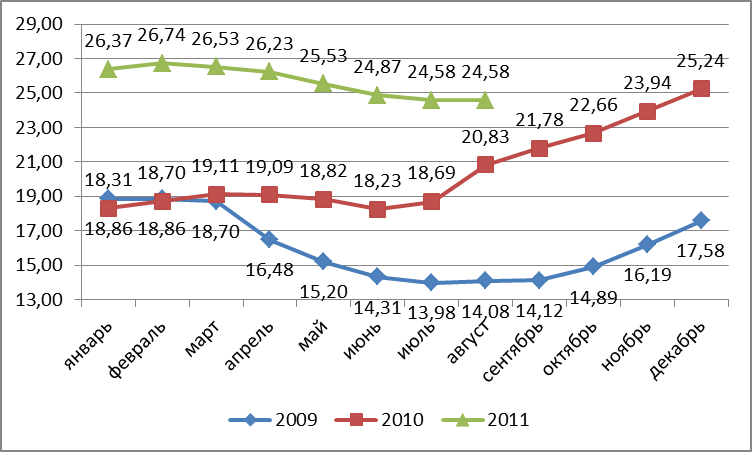 29,00
27,00
25,00
23,00
21,00
19,00
17,00
15,00
13,00
26,37 26,74 26,53 26,23 25,53 24,87 24,58 24,58
18,31 18,70 19,11 19,09 18,82 18,23 18,69 20,83 21,78 22,66 23,94 25,24
18,86 18,86 18,70 16,48 15,20 14,31 13,98 14,08 14,12 14,89 16,19 17,58
январь февраль март апрель май июнь июль август сентябрь октябрь ноябрь декабрь
2009 2010 2011